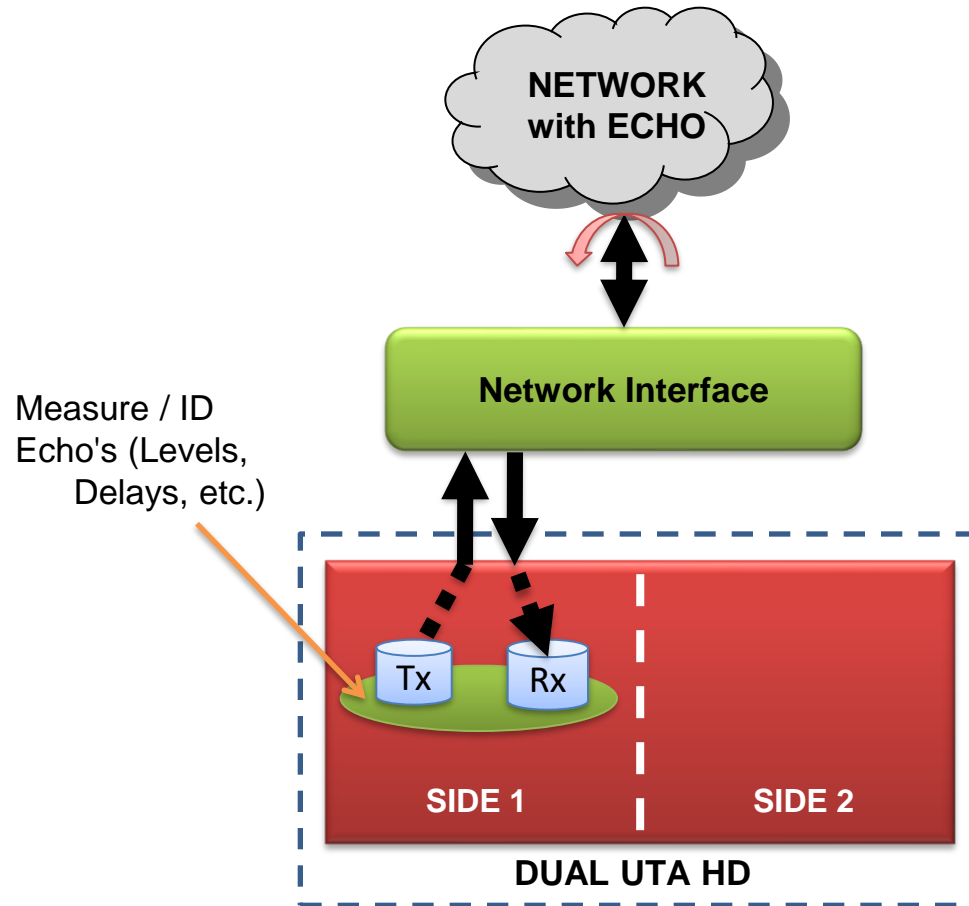 NETWORK
with ECHO
Network Interface
Measure / ID
Echo's (Levels,
Delays, etc.)
Tx
Rx
SIDE 1
SIDE 2
DUAL UTA HD